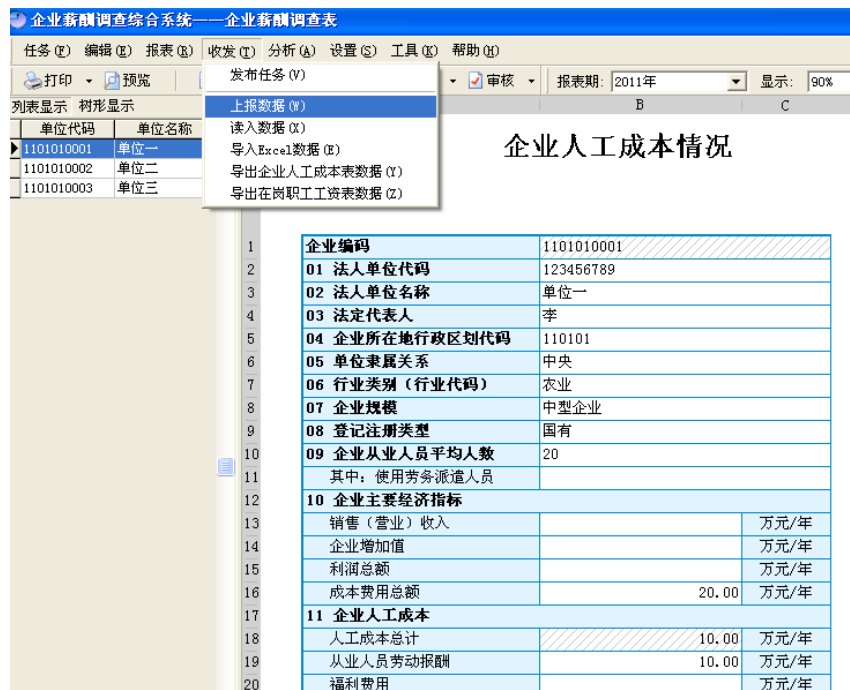 企业薪酬调查综合系统——企业薪酬调查表
任务(F) 编辑(E) 报表(R) 收发(T) 分析(A) 设置(S) 工具(K) 帮助(H)
打印 预览 审核 报表期: 2011年 显示: 90%
发布任务(V)
上报数据(W)
读入数据(X)
导入Excel数据(E)
导出企业人工成本表数据(Y)
导出在岗职工工资表数据(Z)
列表显示 树形显示
单位代码 单位名称
1101010001 单位一
1101010002 单位二
1101010003 单位三
B C
企业人工成本情况
1 企业编码 1101010001
2 01 法人单位代码 123456789
3 02 法人单位名称 单位一
4 03 法定代表人 李
5 04 企业所在地行政区划代码 110101
6 05 单位隶属关系 中央
7 06 行业类别（行业代码） 农业
8 07 企业规模 中型企业
9 08 登记注册类型 国有
10 09 企业从业人员平均人数 20
11 其中: 使用劳务派遣人员
12 10 企业主要经济指标
13 销售（营业）收入 万元/年
14 企业增加值 万元/年
15 利润总额 万元/年
16 成本费用总额 20.00 万元/年
17 11 企业人工成本
18 人工成本总计 10.00 万元/年
19 从业人员劳动报酬 10.00 万元/年
20 福利费用 万元/年